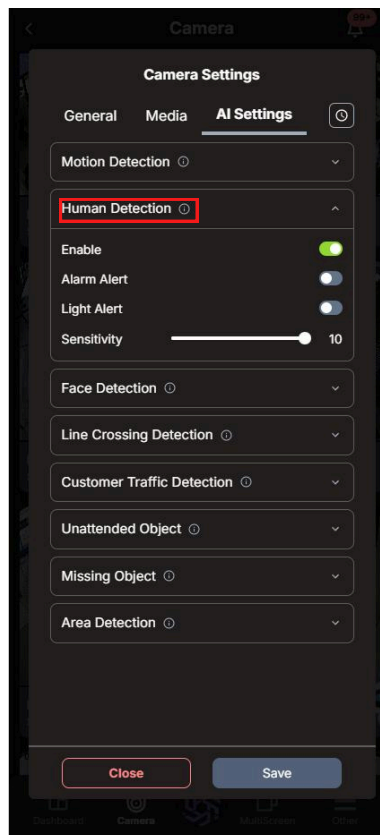 Camera
99+
Camera Settings
General Media AI Settings
Motion Detection
Human Detection
Enable
Alarm Alert
Light Alert
Sensitivity 10
Face Detection
Line Crossing Detection
Customer Traffic Detection
Unattended Object
Missing Object
Area Detection
Close Save
Dashboard Camera MultiScreen Other